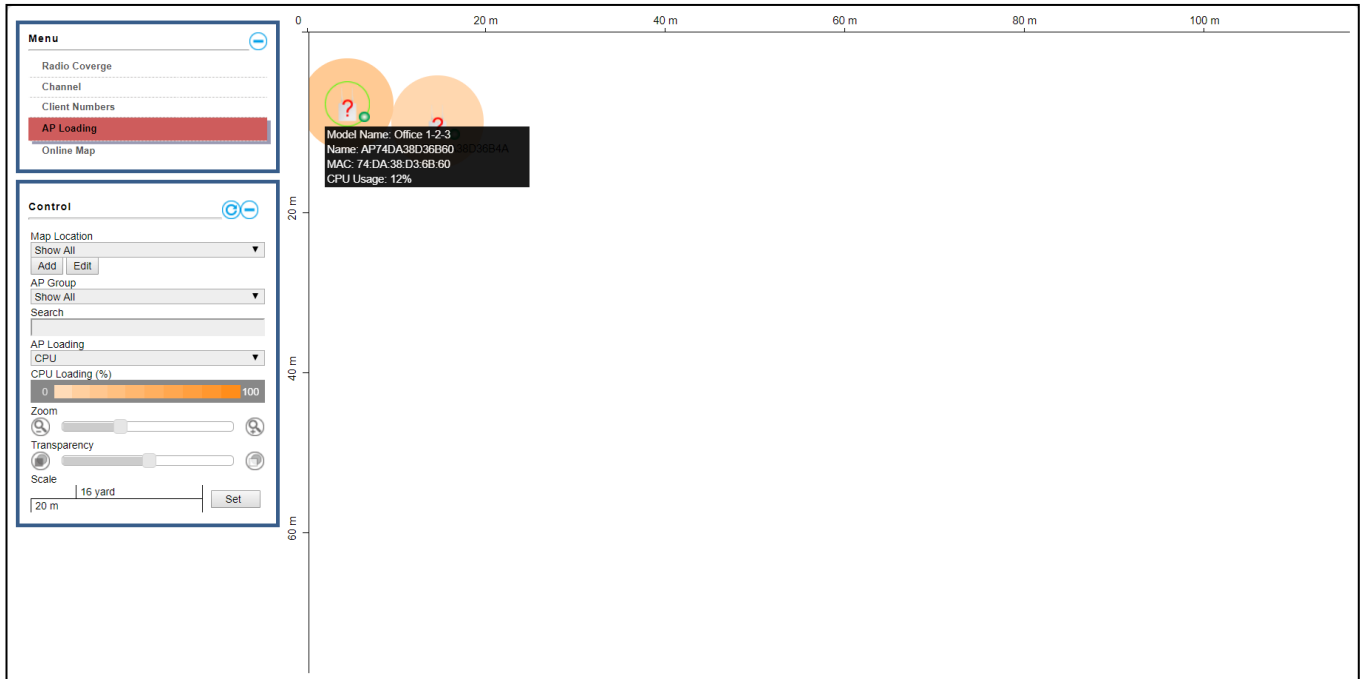 Menu
Radio Coverge
Channel
Client Numbers
AP Loading
Online Map
Control
Map Location
Show All
Add Edit
AP Group
Show All
Search
AP Loading
CPU
CPU Loading (%)
0 100
Zoom
Transparency
Scale
16 yard
20 m
Set
0 20 m 40 m 60 m 80 m 100 m
20 m
40 m
60 m
?
?
Model Name: Office 1-2-3
Name: AP74DA38D36B60
MAC: 74:DA:38:D3:6B:60
CPU Usage: 12%